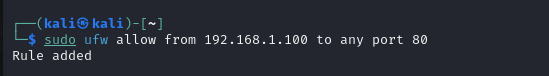 ┌──(kali㉿kali)-[~]
└─$ sudo ufw allow from 192.168.1.100 to any port 80
Rule added